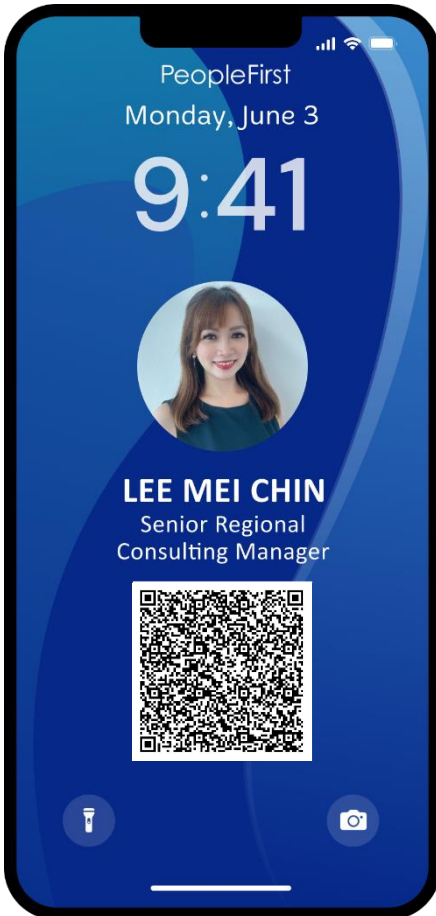 PeopleFirst
Monday, June 3
9:41
LEE MEI CHIN
Senior Regional
Consulting Manager